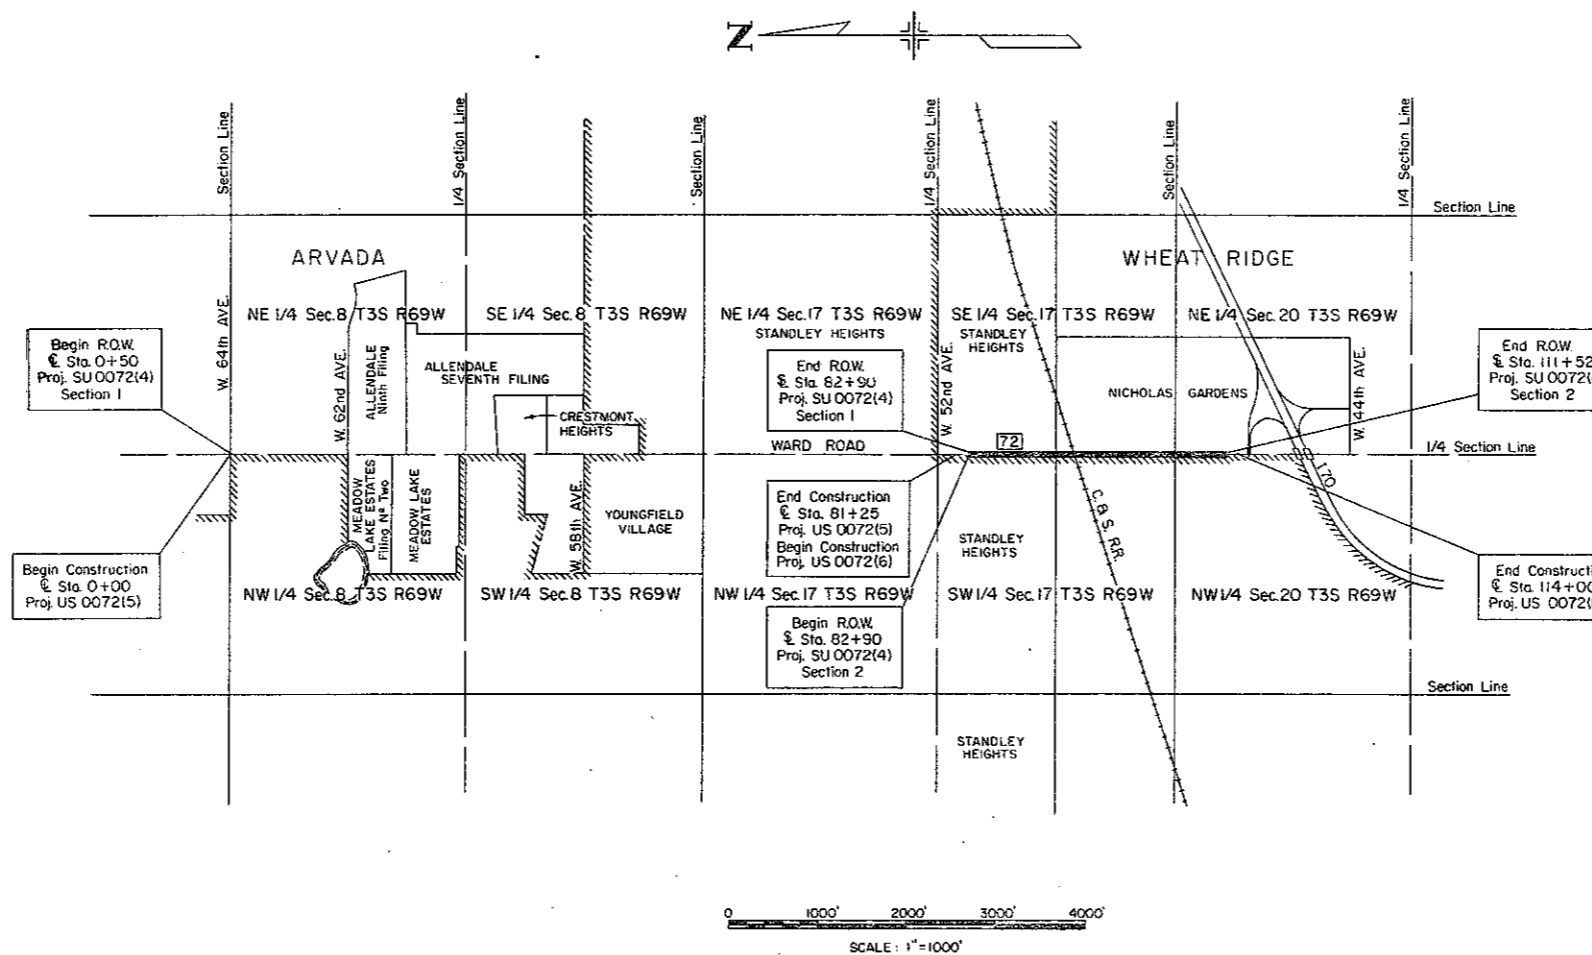 N
Section Line
1/4 Section Line
Section Line
1/4 Section Line
Section Line
1/4 Section Line
Section Line
ARVADA
WHEAT RIDGE
W. 64th AVE.
NE 1/4 Sec. 8 T3S R69W
SE 1/4 Sec. 8 T3S R69W
NE 1/4 Sec. 17 T3S R69W
SE 1/4 Sec. 17 T3S R69W
NE 1/4 Sec. 20 T3S R69W
STANDLEY HEIGHTS
STANDLEY
HEIGHTS
Begin R.O.W.
℄ Sta. 0+50
Proj. SU 0072(4)
Section 1
W. 62nd AVE.
ALLENDALE
Ninth Filing
ALLENDALE
SEVENTH FILING
CRESTMONT
HEIGHTS
End R.O.W.
℄ Sta. 82+90
Proj. SU 0072(4)
Section 1
W. 52nd AVE.
NICHOLAS GARDENS
W. 44th AVE.
End R.O.W.
℄ Sta. 111+52
Proj. SU 0072(
Section 2
WARD ROAD
72
1/4 Section Line
I 70
MEADOW
LAKE ESTATES
Filing Nº Two
MEADOW LAKE
ESTATES
W. 58th AVE.
YOUNGFIELD
VILLAGE
End Construction
℄ Sta. 81+25
Proj. US 0072(5)
Begin Construction
Proj. US 0072(6)
STANDLEY
HEIGHTS
C. & S. R.R.
Begin Construction
℄ Sta. 0+00
Proj. US 0072(5)
End Constructi
℄ Sta. 114+00
Proj. US 0072(
NW 1/4 Sec. 8 T3S R69W
SW 1/4 Sec. 8 T3S R69W
NW 1/4 Sec. 17 T3S R69W
SW 1/4 Sec. 17 T3S R69W
NW 1/4 Sec. 20 T3S R69W
Begin R.O.W.
℄ Sta. 82+90
Proj. SU 0072(4)
Section 2
Section Line
STANDLEY
HEIGHTS
0 1000' 2000' 3000' 4000'
SCALE: 1"=1000'